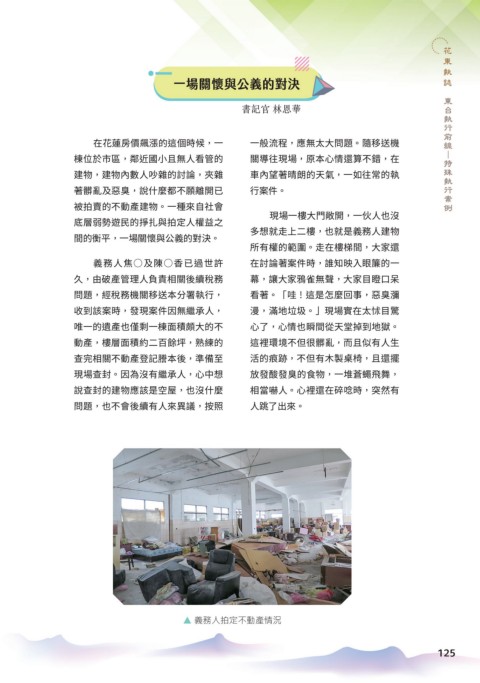 花東執誌 東台執行前線—特殊執行案例
一場關懷與公義的對決
書記官 林恩華
在花蓮房價飆漲的這個時候，一
棟位於市區，鄰近國小且無人看管的
建物，建物內數人吵雜的討論，夾雜
著髒亂及惡臭，說什麼都不願離開已
被拍賣的不動產建物。一種來自社會
底層弱勢遊民的掙扎與拍定人權益之
間的衡平，一場關懷與公義的對決。
義務人焦○及陳○香已過世許
久，由破產管理人負責相關後續稅務
問題，經稅務機關移送本分署執行，
收到該案時，發現案件因無繼承人，
唯一的遺產也僅剩一棟面積頗大的不
動產，樓層面積約二百餘坪，熟練的
查完相關不動產登記謄本後，準備至
現場查封。因為沒有繼承人，心中想
說查封的建物應該是空屋，也沒什麼
問題，也不會後續有人來異議，按照
一般流程，應無太大問題。隨移送機
關導往現場，原本心情還算不錯，在
車內望著晴朗的天氣，一如往常的執
行案件。
現場一樓大門敞開，一伙人也沒
多想就走上二樓，也就是義務人建物
所有權的範圍。走在樓梯間，大家還
在討論著案件時，誰知映入眼簾的一
幕，讓大家鴉雀無聲，大家目瞪口呆
看著。「哇！這是怎麼回事，惡臭瀰
漫，滿地垃圾。」現場實在太怵目驚
心了，心情也瞬間從天堂掉到地獄。
這裡環境不但很髒亂，而且似有人生
活的痕跡，不但有木製桌椅，且還擺
放發酸發臭的食物，一堆蒼蠅飛舞，
相當嚇人。心裡還在碎唸時，突然有
人跳了出來。
▲ 義務人拍定不動產情況
125